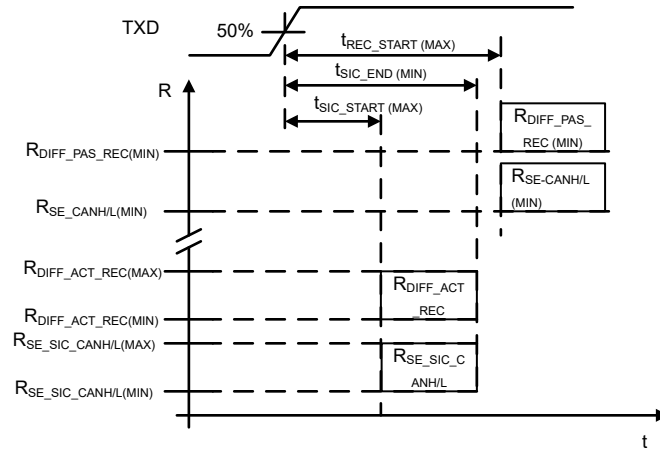 TXD
50%
tREC_START (MAX)
tSIC_END (MIN)
tSIC_START (MAX)
R
RDIFF_PAS_
REC (MIN)
RDIFF_PAS_REC(MIN)
RSE-CANH/L
(MIN)
RSE_CANH/L(MIN)
RDIFF_ACT_REC(MAX)
RDIFF_ACT
_REC
RDIFF_ACT_REC(MIN)
RSE_SIC_CANH/L(MAX)
RSE_SIC_C
ANH/L
RSE_SIC_CANH/L(MIN)
t